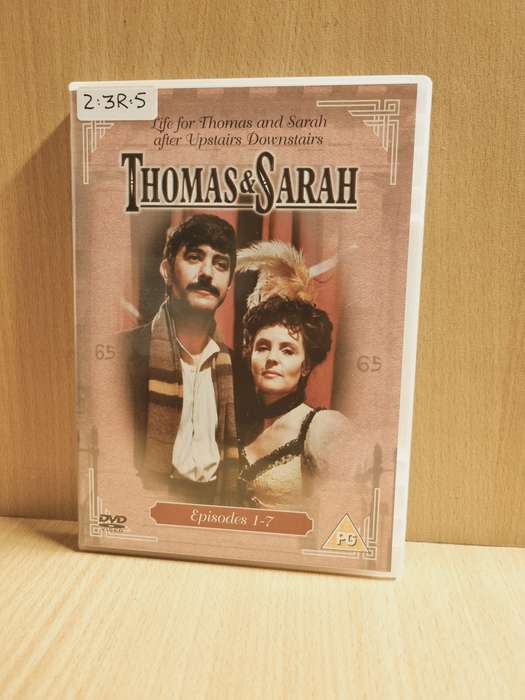 2:3R:5
Life for Thomas and Sarah
after Upstairs Downstairs
THOMAS & SARAH
65
65
Episodes 1-7
DVD
VIDEO
PG